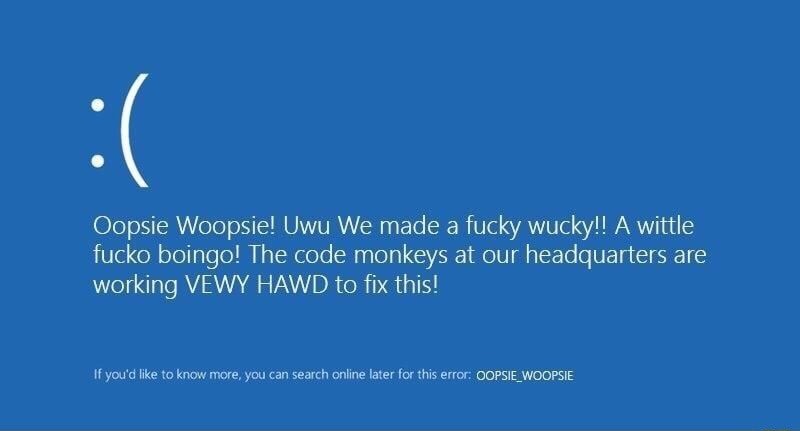 :(
Oopsie Woopsie! Uwu We made a fucky wucky!! A wittle
fucko boingo! The code monkeys at our headquarters are
working VEWY HAWD to fix this!
If you'd like to know more, you can search online later for this error: OOPSIE_WOOPSIE